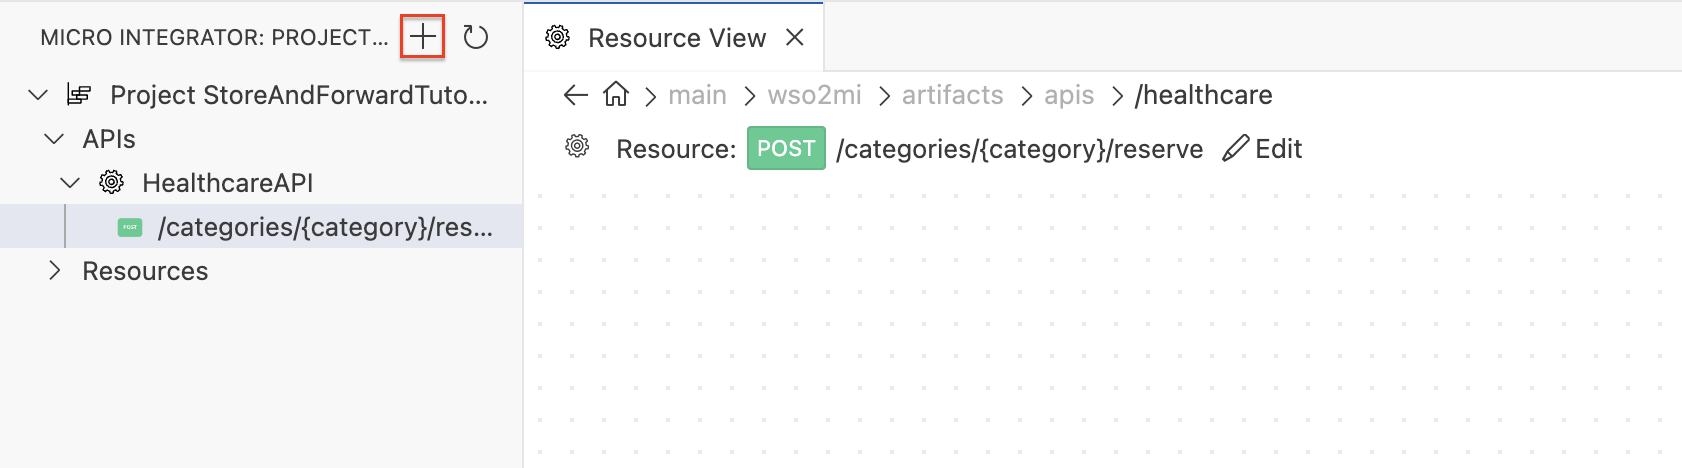 MICRO INTEGRATOR: PROJECT...
Project StoreAndForwardTuto...
APIs
HealthcareAPI
POST /categories/{category}/res...
Resources
Resource View
main wso2mi artifacts apis /healthcare
Resource: POST /categories/{category}/reserve Edit